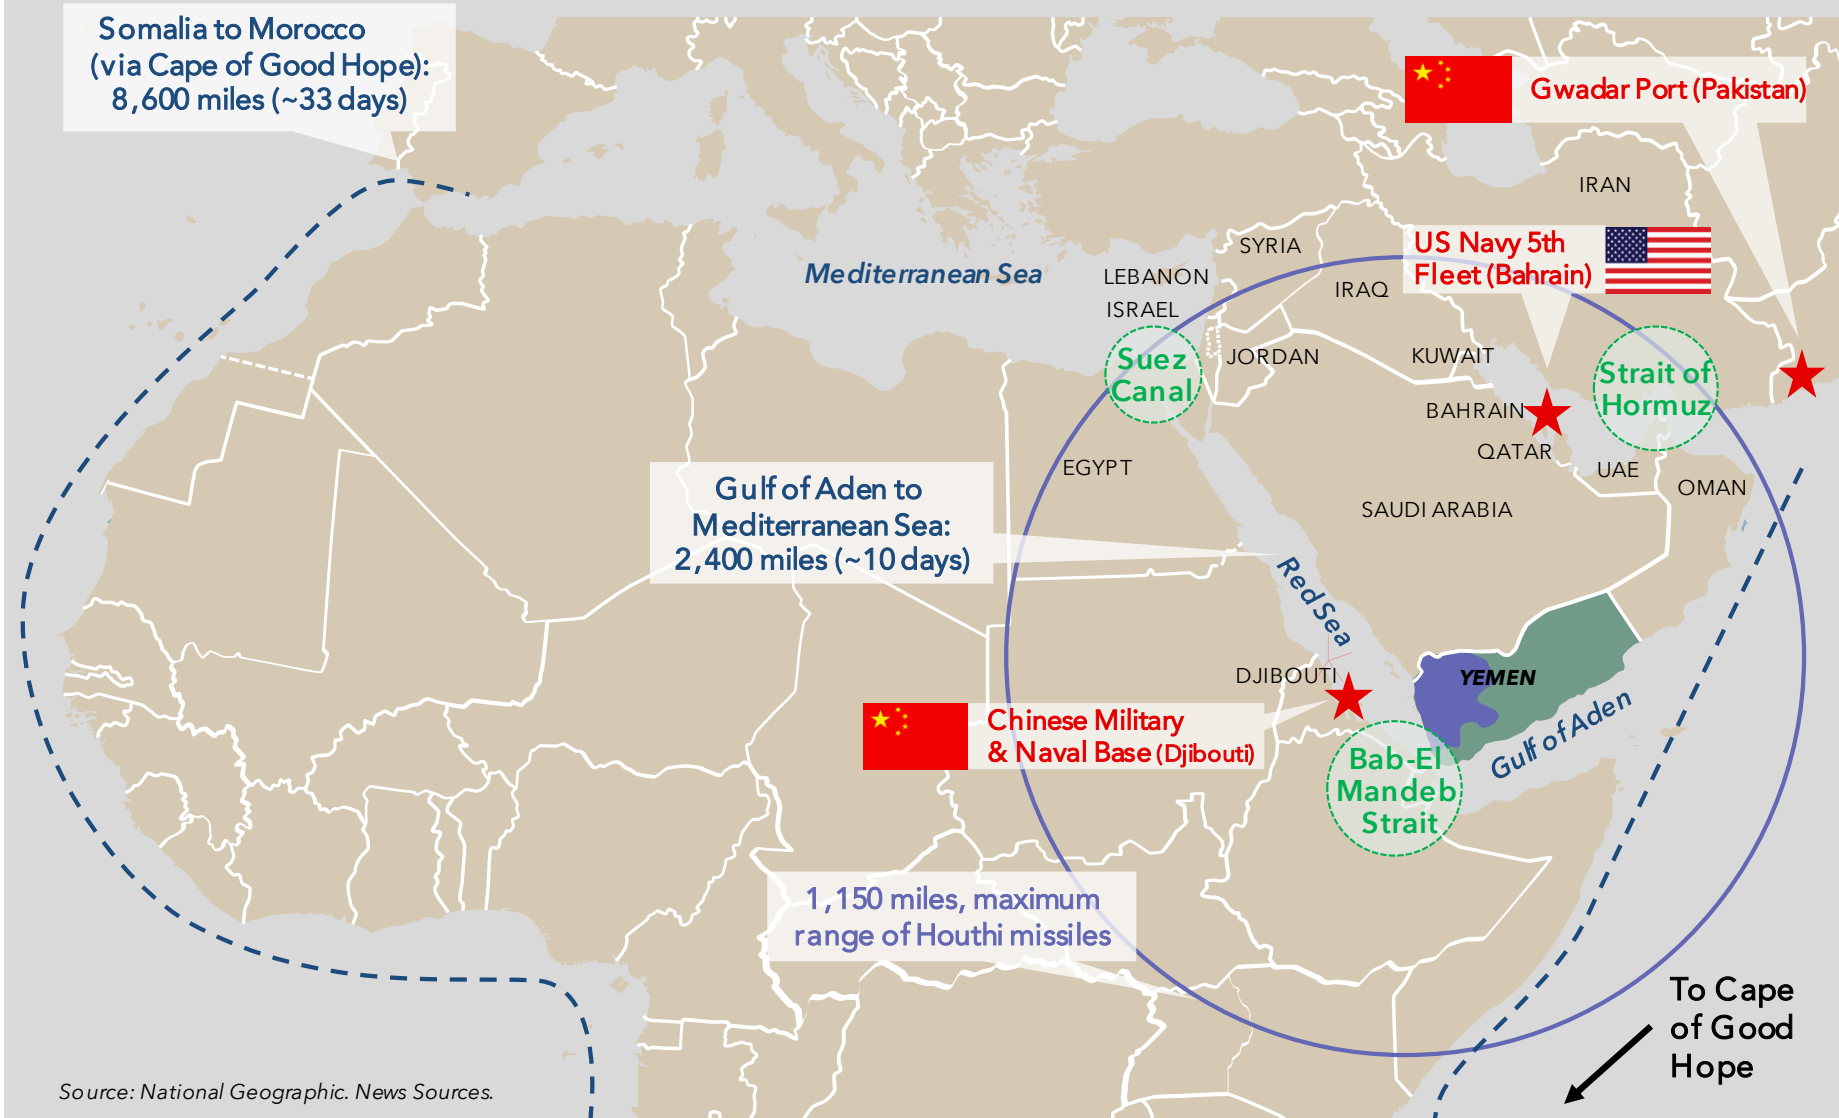 Somalia to Morocco
(via Cape of Good Hope):
8,600 miles (~33 days)
Gwadar Port (Pakistan)
IRAN
US Navy 5th
Fleet (Bahrain)
SYRIA
Mediterranean Sea
LEBANON
IRAQ
ISRAEL
Suez
Canal
JORDAN
KUWAIT
Strait of
Hormuz
BAHRAIN
QATAR
EGYPT
UAE
OMAN
SAUDI ARABIA
Gulf of Aden to
Mediterranean Sea:
2,400 miles (~10 days)
Red Sea
DJIBOUTI
YEMEN
Chinese Military
& Naval Base (Djibouti)
Gulf of Aden
Bab-El
Mandeb
Strait
1,150 miles, maximum
range of Houthi missiles
To Cape
of Good
Hope
Source: National Geographic. News Sources.